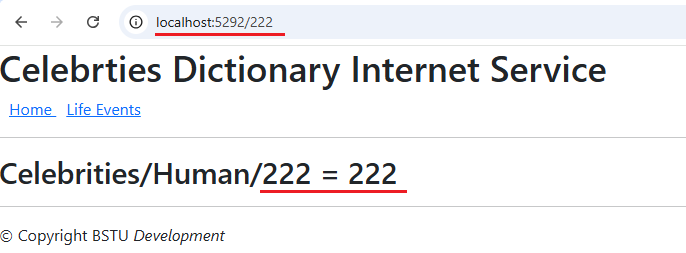 localhost:5292/222
Celebrties Dictionary Internet Service
Home Life Events
Celebrities/Human/222 = 222
© Copyright BSTU Development